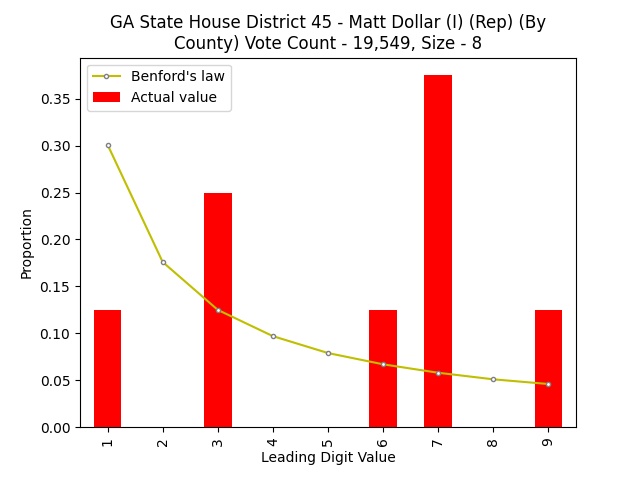 GA State House District 45 - Matt Dollar (I) (Rep) (By
County) Vote Count - 19,549, Size - 8
Benford's law
Actual value
0.35
0.30
0.25
0.20
0.15
0.10
0.05
0.00
Proportion
1 2 3 4 5 6 7 8 9
Leading Digit Value